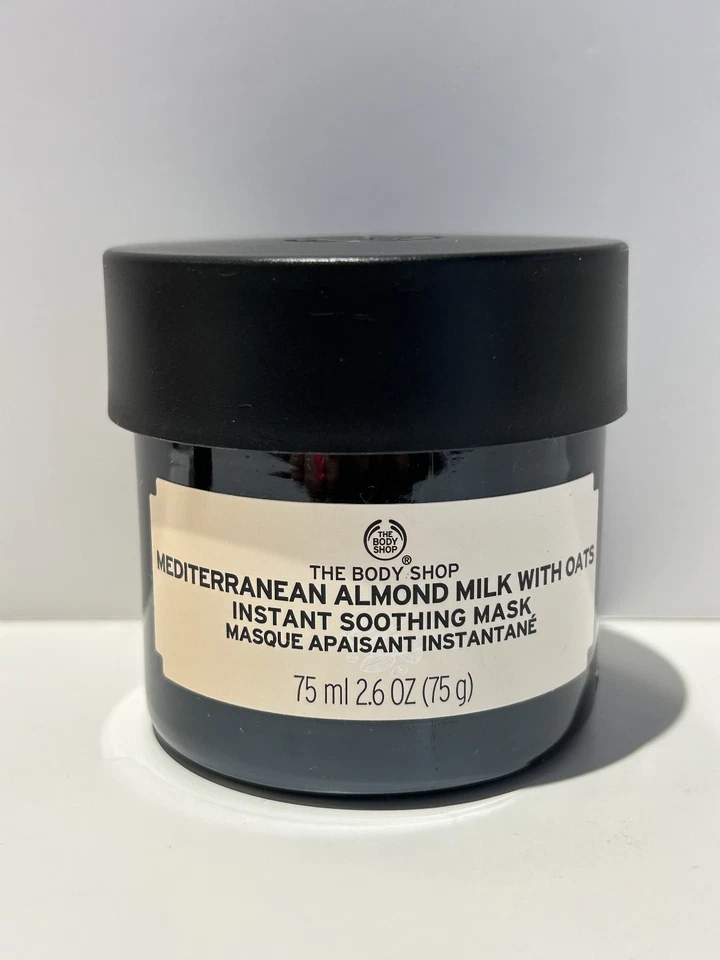 THE
BODY
SHOP
®
THE BODY SHOP
MEDITERRANEAN ALMOND MILK WITH OATS
INSTANT SOOTHING MASK
MASQUE APAISANT INSTANTANÉ
75 ml 2.6 OZ (75 g)